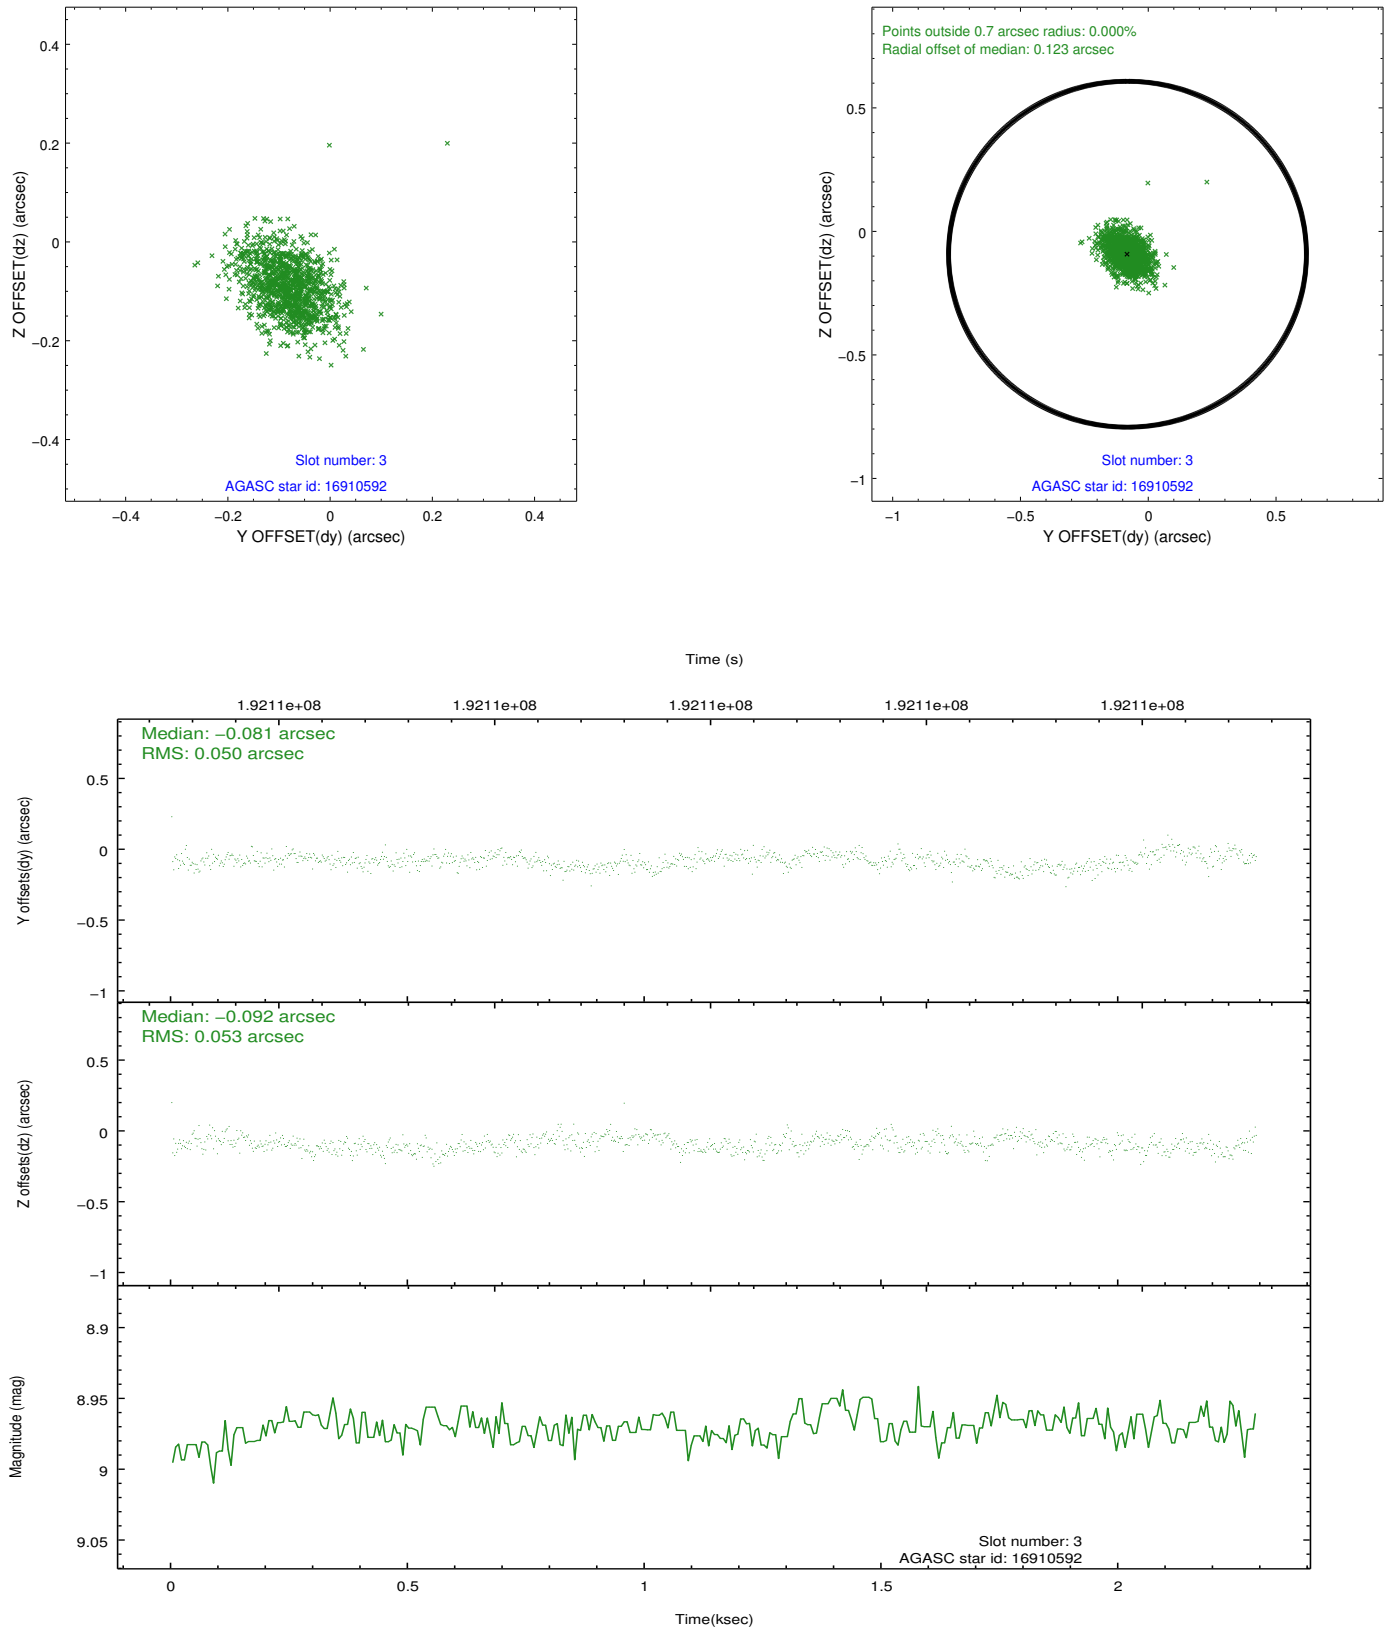 0.4
0.2
0
−0.2
−0.4
Z OFFSET(dz) (arcsec)
Slot number: 3
AGASC star id: 16910592
−0.4
−0.2
0
0.2
0.4
Y OFFSET(dy) (arcsec)
Points outside 0.7 arcsec radius: 0.000%
Radial offset of median: 0.123 arcsec
0.5
0
−0.5
−1
Z OFFSET(dz) (arcsec)
Slot number: 3
AGASC star id: 16910592
−1
−0.5
0
0.5
Y OFFSET(dy) (arcsec)
Time (s)
1.9211e+08
1.9211e+08
1.9211e+08
1.9211e+08
1.9211e+08
Median: −0.081 arcsec
RMS: 0.050 arcsec
0.5
0
−0.5
−1
Y offsets(dy) (arcsec)
Median: −0.092 arcsec
RMS: 0.053 arcsec
0.5
0
−0.5
−1
Z offsets(dz) (arcsec)
8.9
8.95
9
9.05
Magnitude (mag)
Slot number: 3
AGASC star id: 16910592
0
0.5
1
1.5
2
Time(ksec)